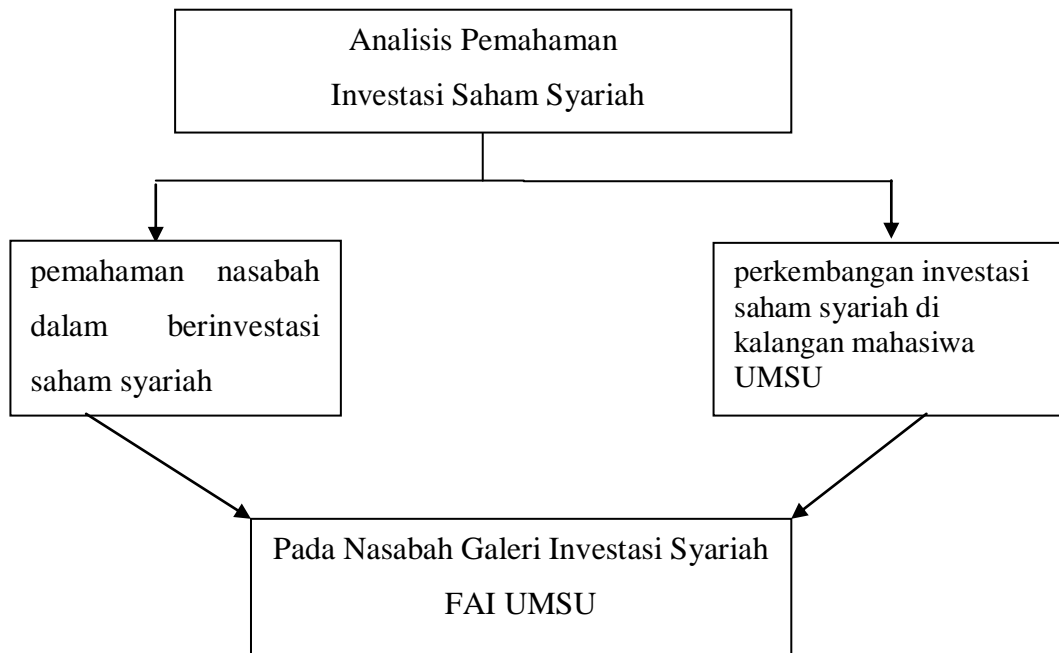 Analisis Pemahaman
Investasi Saham Syariah
pemahaman nasabah
dalam berinvestasi
saham syariah
perkembangan investasi
saham syariah di
kalangan mahasiwa
UMSU
Pada Nasabah Galeri Investasi Syariah
FAI UMSU